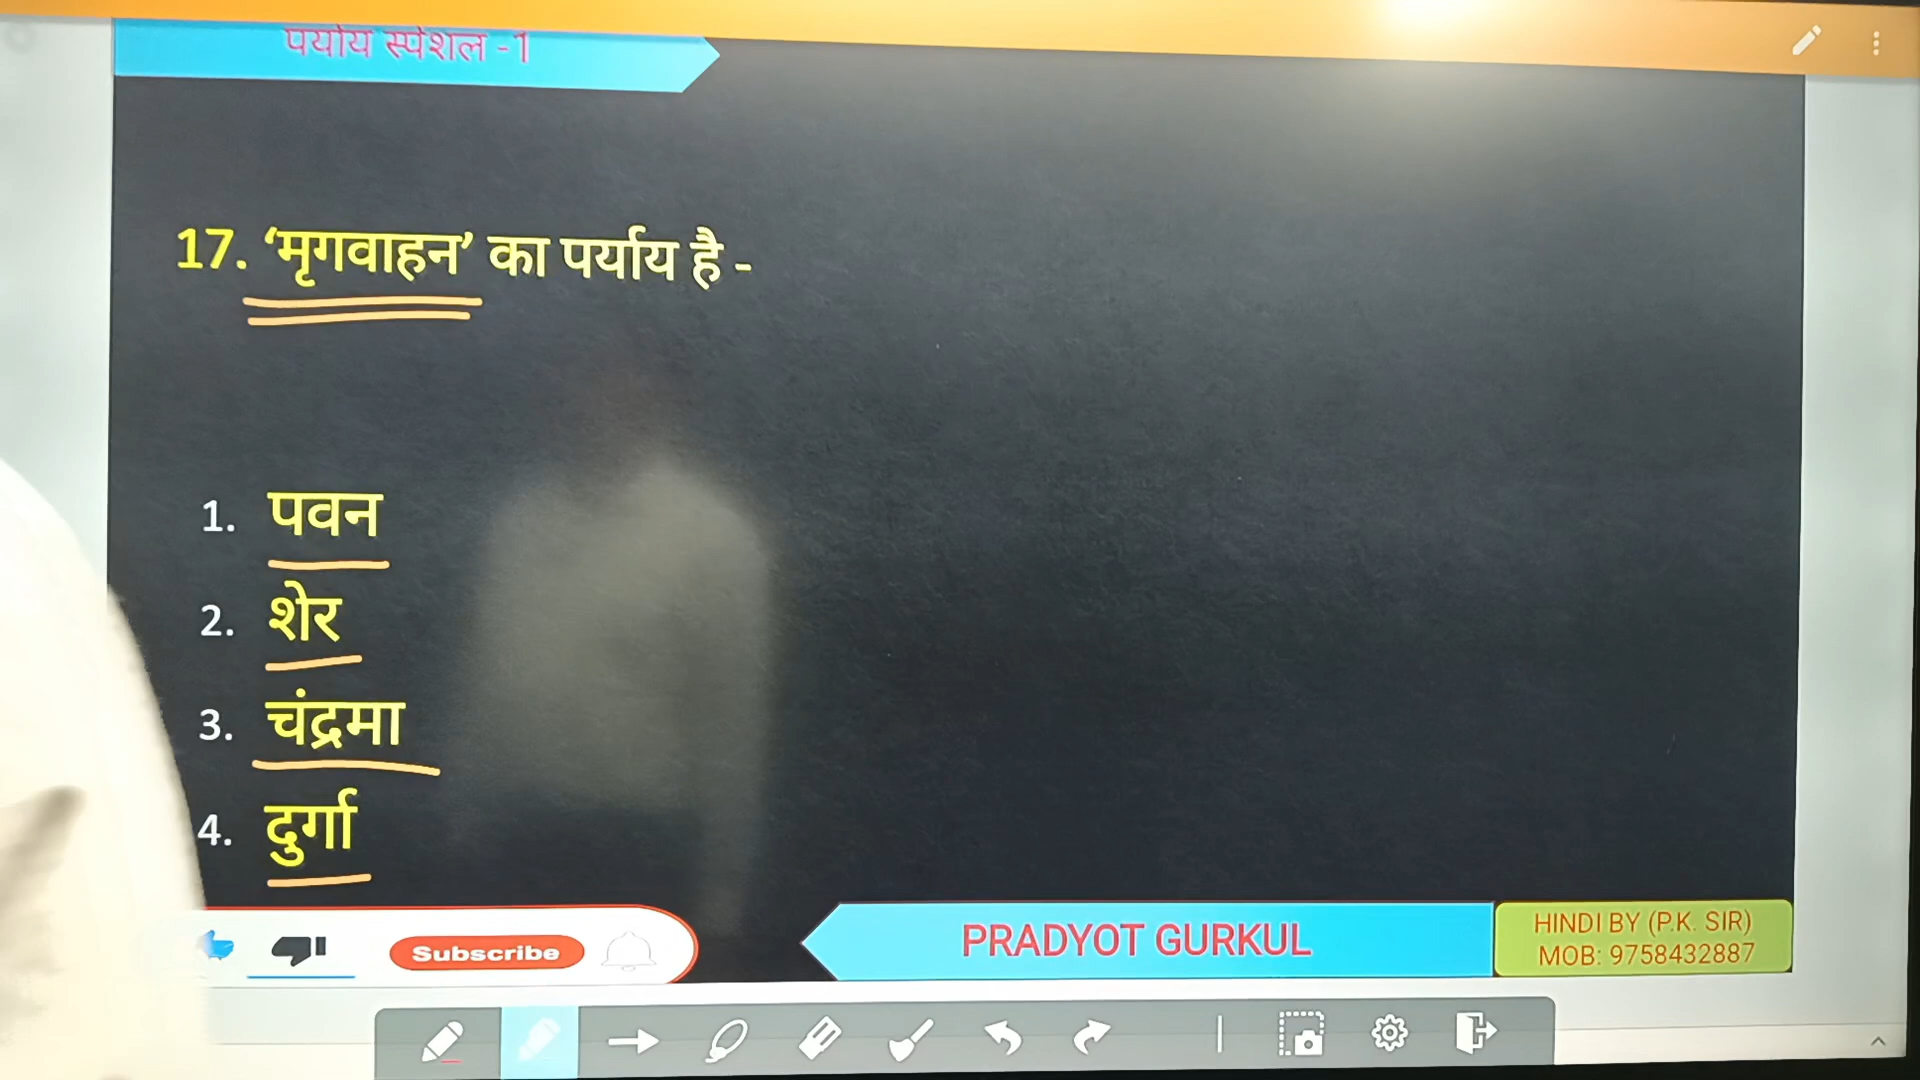 पर्याय स्पेशल -1
17. ‘मृगवाहन’ का पर्याय है -
1. पवन
2. शेर
3. चंद्रमा
4. दुर्गा
Subscribe
PRADYOT GURKUL
HINDI BY (P.K. SIR)
MOB: 9758432887